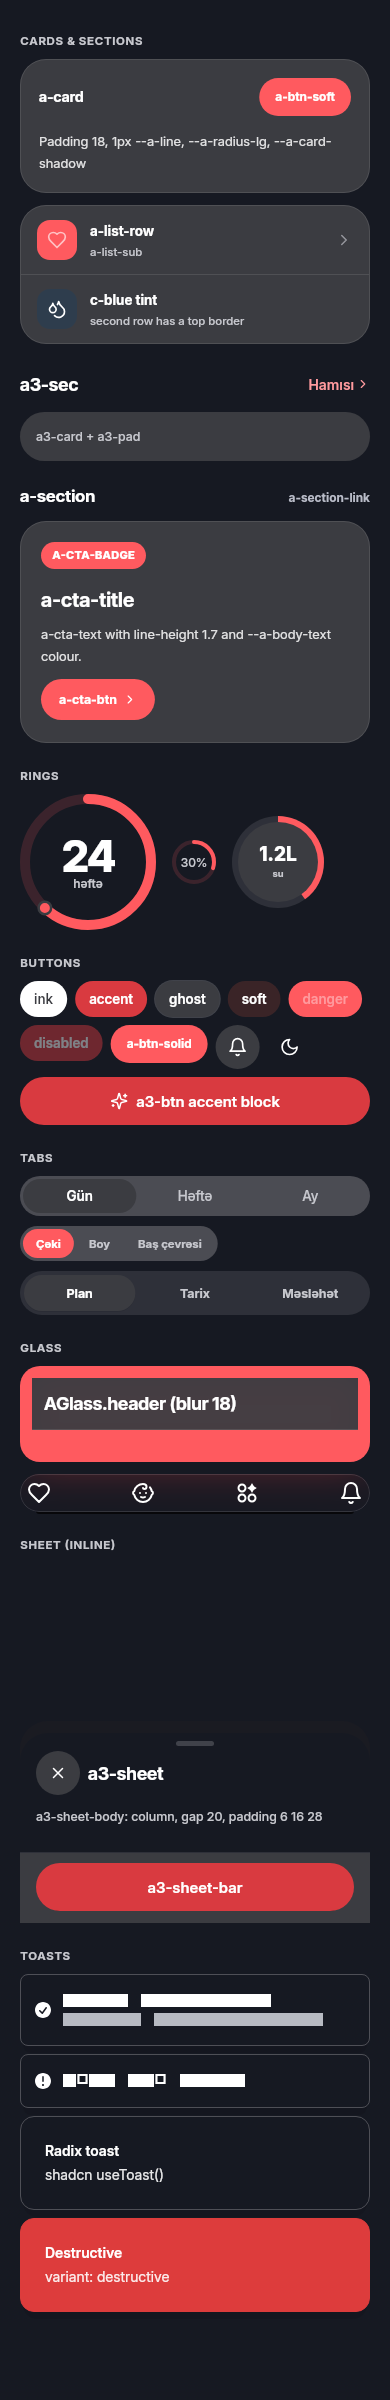 CARDS & SECTIONS
a-card
a-btn-soft
Padding 18, 1px --a-line, --a-radius-lg, --a-card-
shadow
a-list-row
a-list-sub
c-blue tint
second row has a top border
a3-sec
Hamısı
a3-card + a3-pad
a-section
a-section-link
A-CTA-BADGE
a-cta-title
a-cta-text with line-height 1.7 and --a-body-text
colour.
a-cta-btn
RINGS
24
həftə
30%
1.2L
su
BUTTONS
ink
accent
ghost
soft
danger
disabled
a-btn-solid
a3-btn accent block
TABS
Gün
Həftə
Ay
Çəki
Boy
Baş çevrəsi
Plan
Tarix
Məsləhət
GLASS
AGlass.header (blur 18)
SHEET (INLINE)
a3-sheet
a3-sheet-body: column, gap 20, padding 6 16 28
a3-sheet-bar
TOASTS
Radix toast
shadcn useToast()
Destructive
variant: destructive